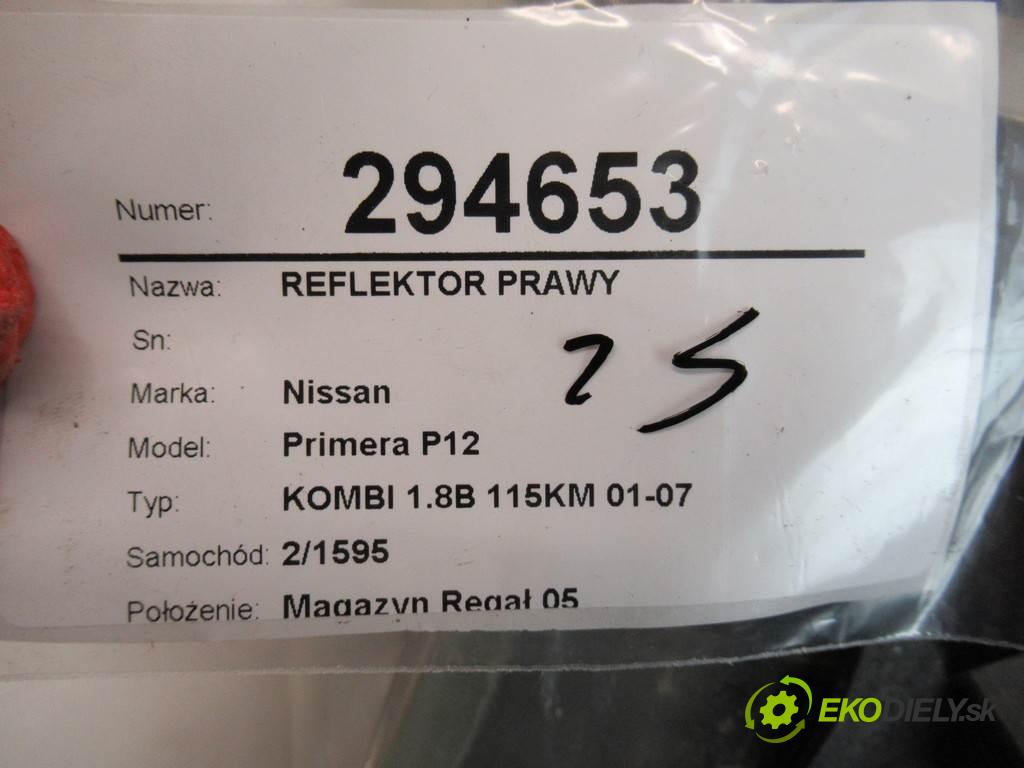 Numer: 294653
Nazwa: REFLEKTOR PRAWY
Sn:
25
Marka: Nissan
Model: Primera P12
Typ: KOMBI 1.8B 115KM 01-07
Samochód: 2/1595
Położenie: Magazyn Regał 05
EKODIELY.sk